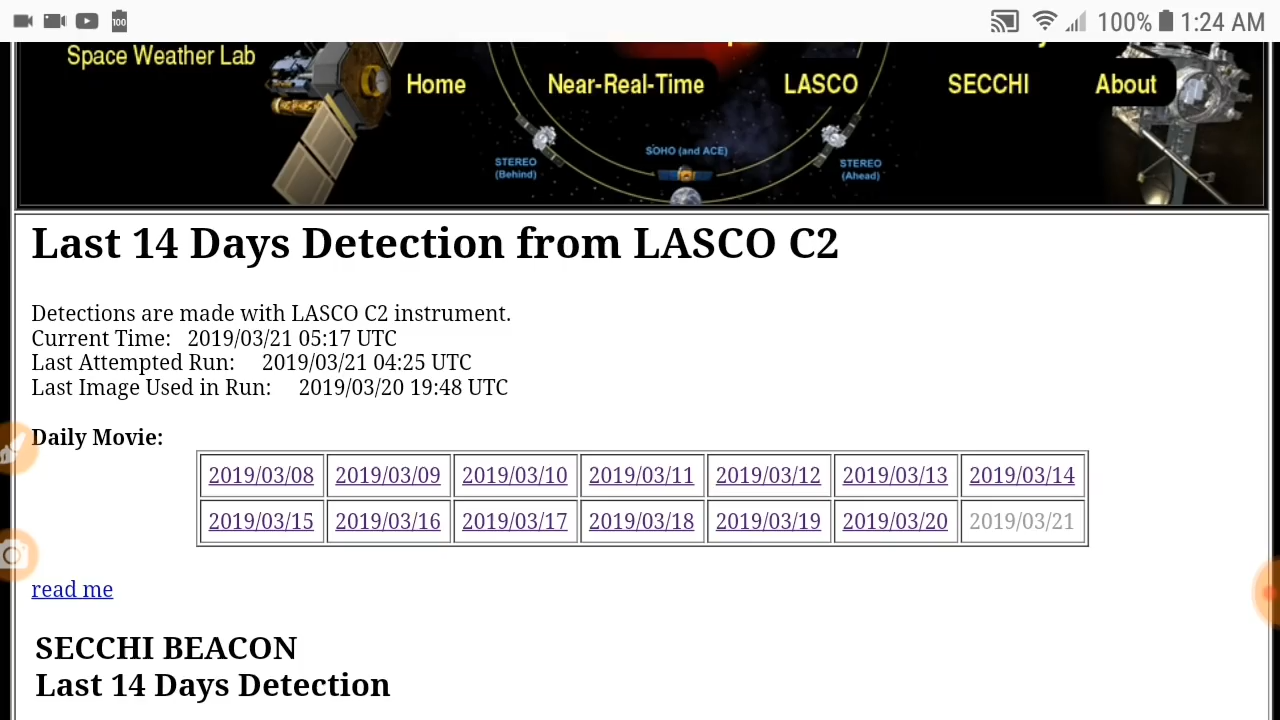 100% 1:24 AM
100
Space Weather Lab
Home Near-Real-Time LASCO SECCHI About
STEREO
(Behind)
SOHO (and ACE)
STEREO
(Ahead)
Last 14 Days Detection from LASCO C2
Detections are made with LASCO C2 instrument.
Current Time: 2019/03/21 05:17 UTC
Last Attempted Run: 2019/03/21 04:25 UTC
Last Image Used in Run: 2019/03/20 19:48 UTC
Daily Movie:
2019/03/08 2019/03/09 2019/03/10 2019/03/11 2019/03/12 2019/03/13 2019/03/14
2019/03/15 2019/03/16 2019/03/17 2019/03/18 2019/03/19 2019/03/20 2019/03/21
read me
SECCHI BEACON
Last 14 Days Detection